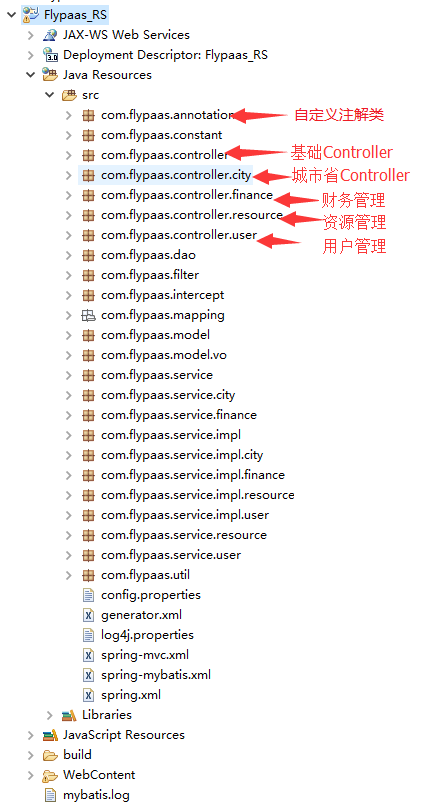 Flypaas_RS
JAX-WS Web Services
Deployment Descriptor: Flypaas_RS
Java Resources
src
com.flypaas.annotation 自定义注解类
com.flypaas.constant
com.flypaas.controller 基础Controller
com.flypaas.controller.city 城市省Controller
com.flypaas.controller.finance 财务管理
com.flypaas.controller.resource 资源管理
com.flypaas.controller.user 用户管理
com.flypaas.dao
com.flypaas.filter
com.flypaas.intercept
com.flypaas.mapping
com.flypaas.model
com.flypaas.model.vo
com.flypaas.service
com.flypaas.service.city
com.flypaas.service.finance
com.flypaas.service.impl
com.flypaas.service.impl.city
com.flypaas.service.impl.finance
com.flypaas.service.impl.resource
com.flypaas.service.impl.user
com.flypaas.service.resource
com.flypaas.service.user
com.flypaas.util
config.properties
generator.xml
log4j.properties
spring-mvc.xml
spring-mybatis.xml
spring.xml
Libraries
JavaScript Resources
build
WebContent
mybatis.log